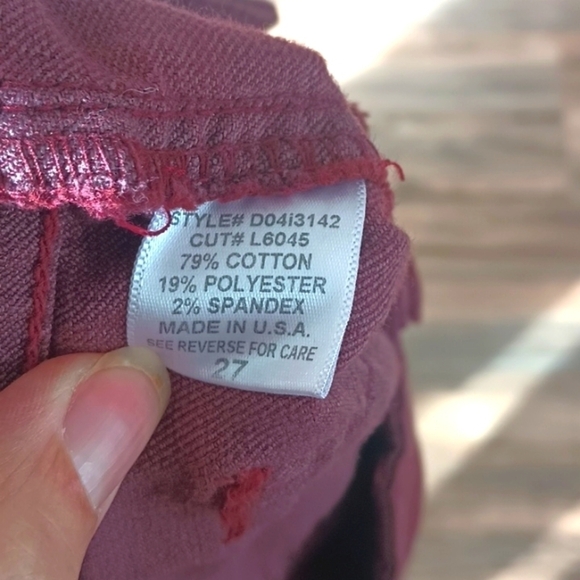 STYLE# D04i3142
CUT# L6045
79% COTTON
19% POLYESTER
2% SPANDEX
MADE IN U.S.A.
SEE REVERSE FOR CARE
27